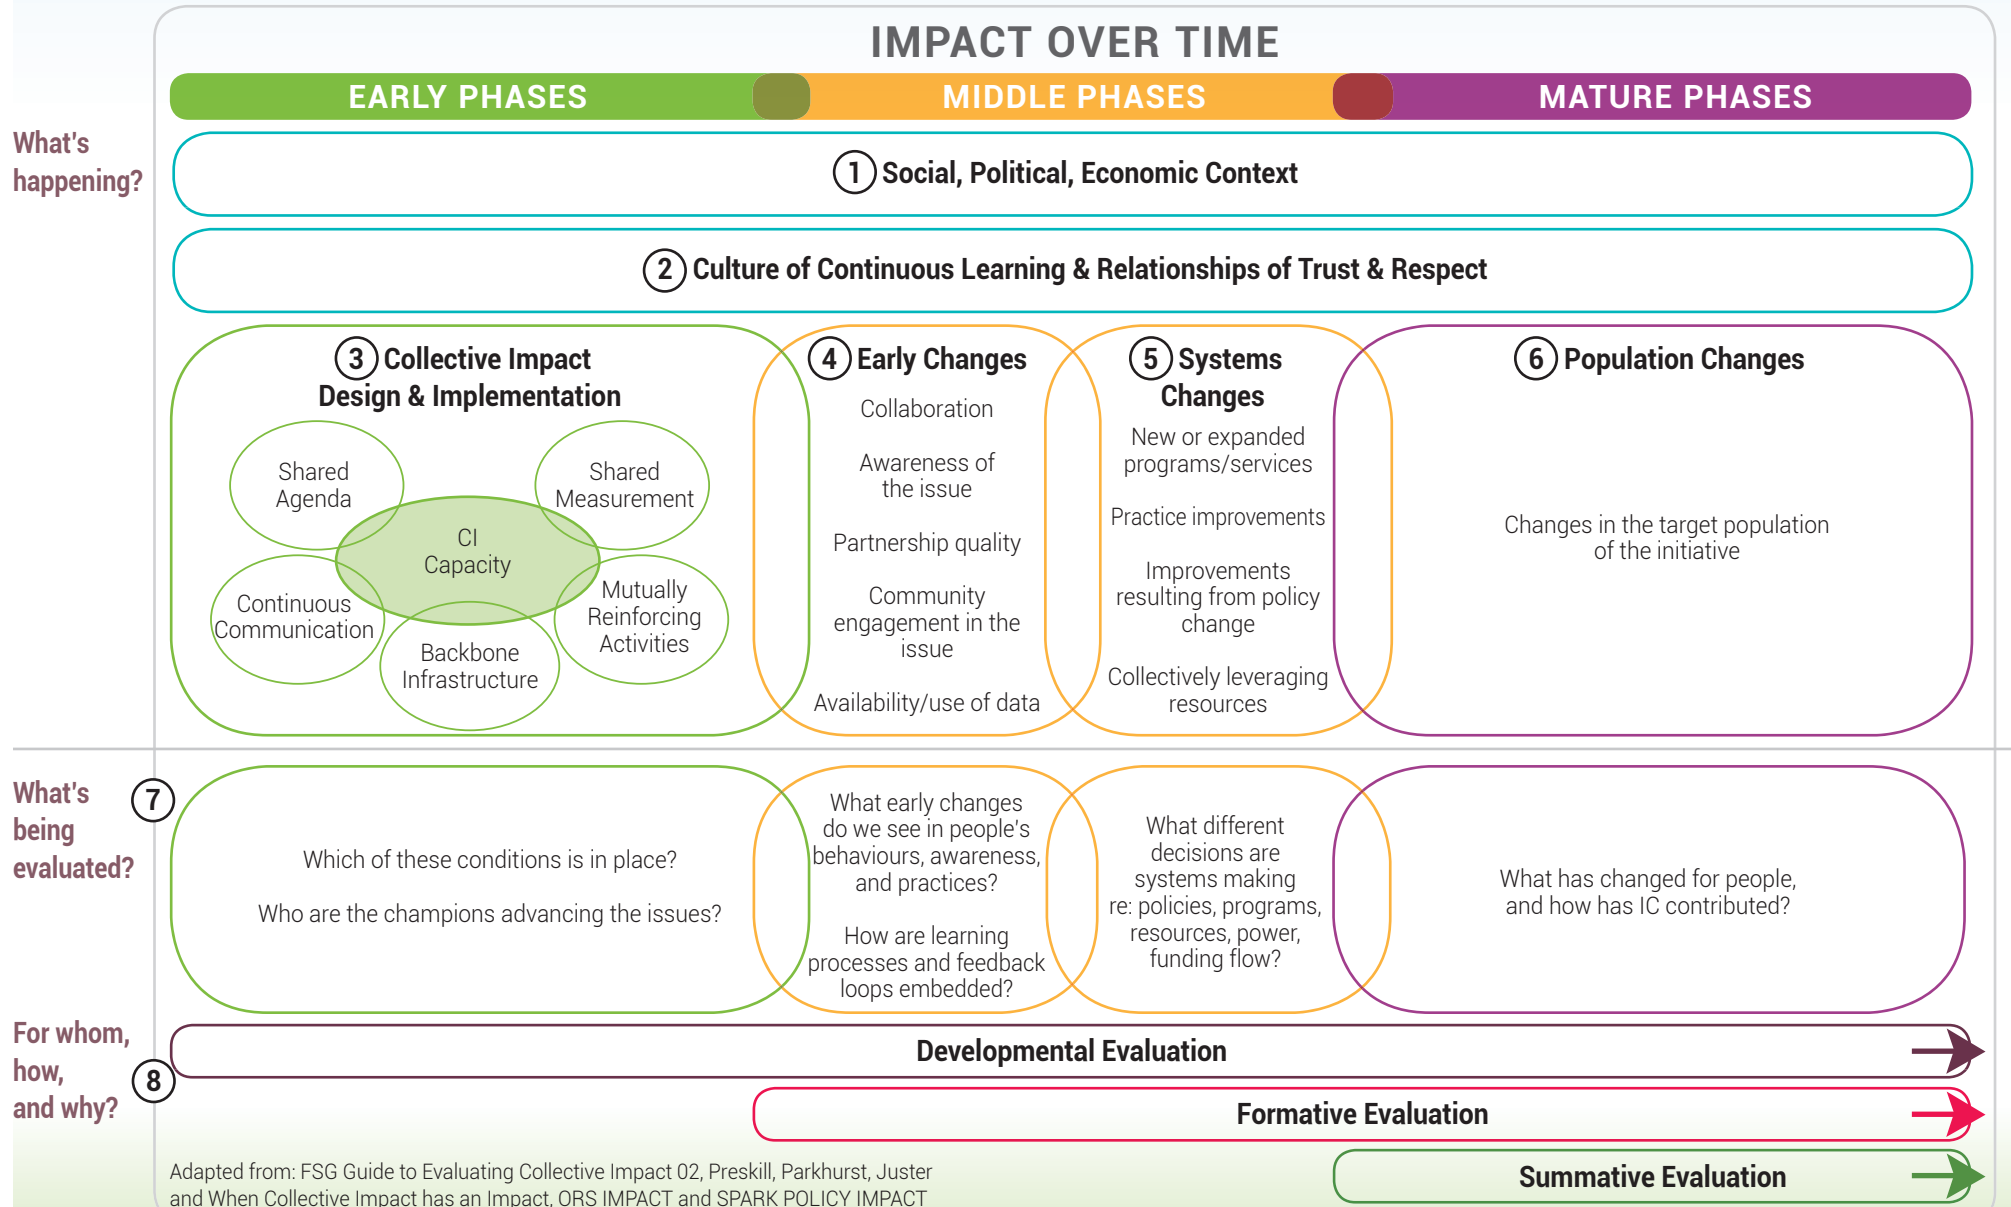 IMPACT OVER TIME
EARLY PHASES
MIDDLE PHASES
MATURE PHASES
What's
happening?
1 Social, Political, Economic Context
2 Culture of Continuous Learning & Relationships of Trust & Respect
3 Collective Impact
Design & Implementation
Shared
Agenda
Shared
Measurement
CI
Capacity
Continuous
Communication
Mutually
Reinforcing
Activities
Backbone
Infrastructure
4 Early Changes
Collaboration
Awareness of
the issue
Partnership quality
Community
engagement in the
issue
Availability/use of data
5 Systems
Changes
New or expanded
programs/services
Practice improvements
Improvements
resulting from policy
change
Collectively leveraging
resources
6 Population Changes
Changes in the target population
of the initiative
What's
being
evaluated?
7
Which of these conditions is in place?
Who are the champions advancing the issues?
What early changes
do we see in people's
behaviours, awareness,
and practices?
How are learning
processes and feedback
loops embedded?
What different
decisions are
systems making
re: policies, programs,
resources, power,
funding flow?
What has changed for people,
and how has IC contributed?
For whom,
how,
and why?
8
Developmental Evaluation
Formative Evaluation
Summative Evaluation
Adapted from: FSG Guide to Evaluating Collective Impact 02, Preskill, Parkhurst, Juster
and When Collective Impact has an Impact, ORS IMPACT and SPARK POLICY IMPACT